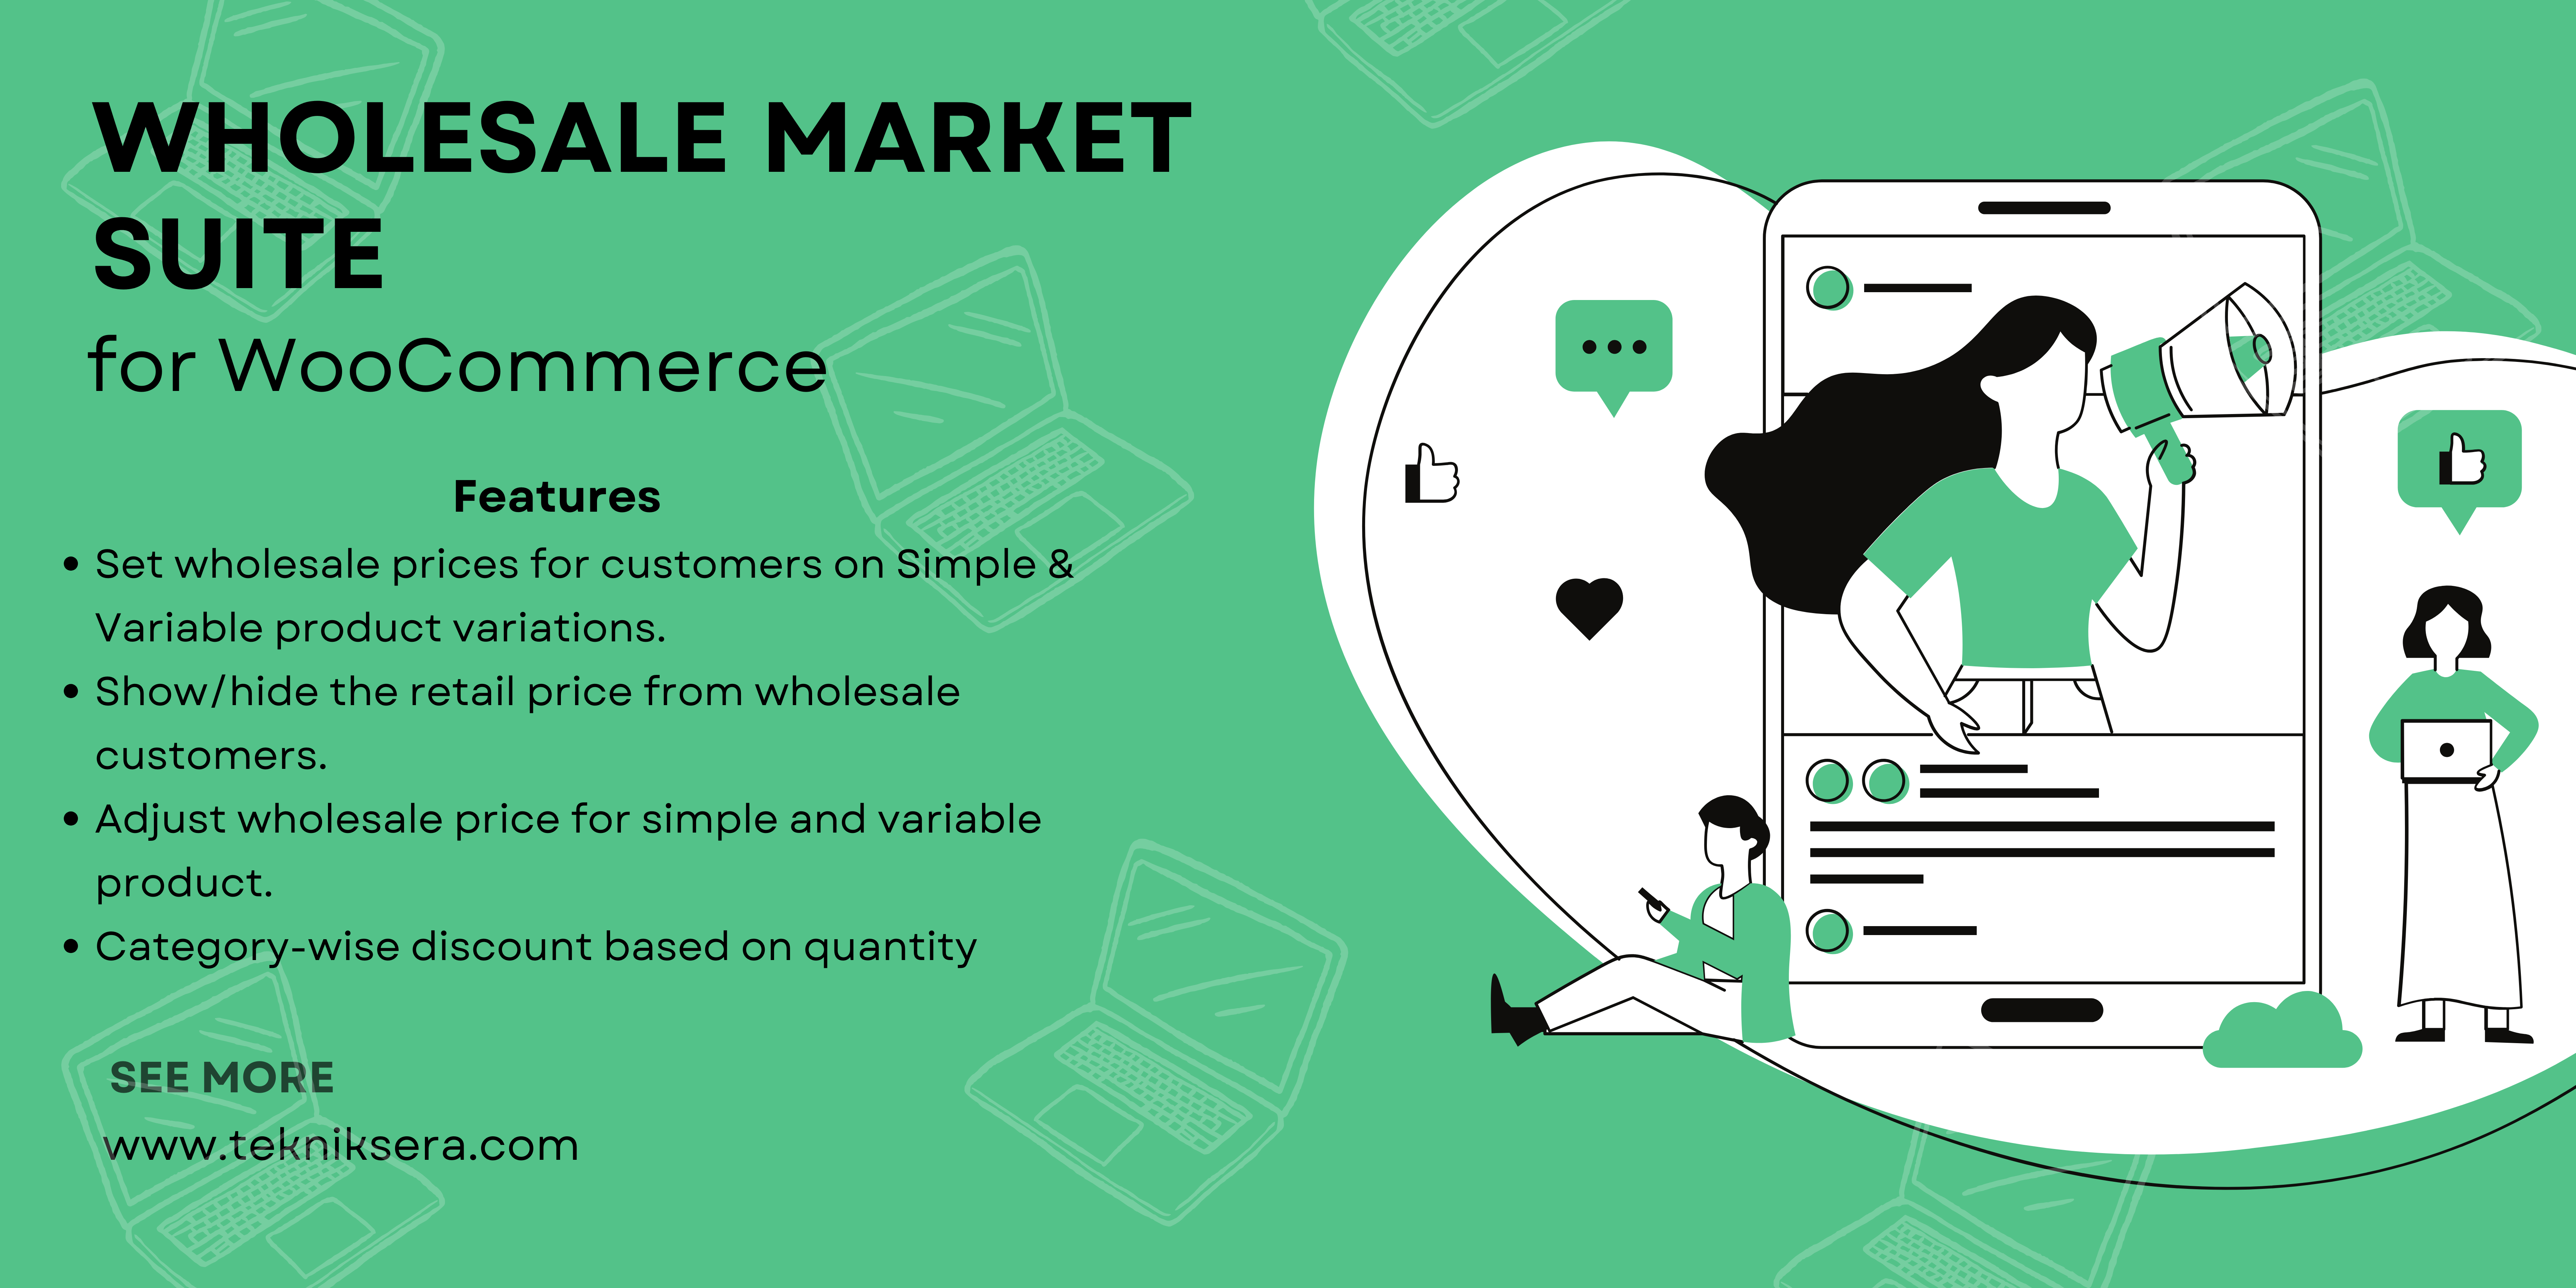 WHOLESALE MARKET
SUITE
for WooCommerce
Features
• Set wholesale prices for customers on Simple &
Variable product variations.
• Show/hide the retail price from wholesale
customers.
• Adjust wholesale price for simple and variable
product.
• Category-wise discount based on quantity
SEE MORE
www.tekniksera.com